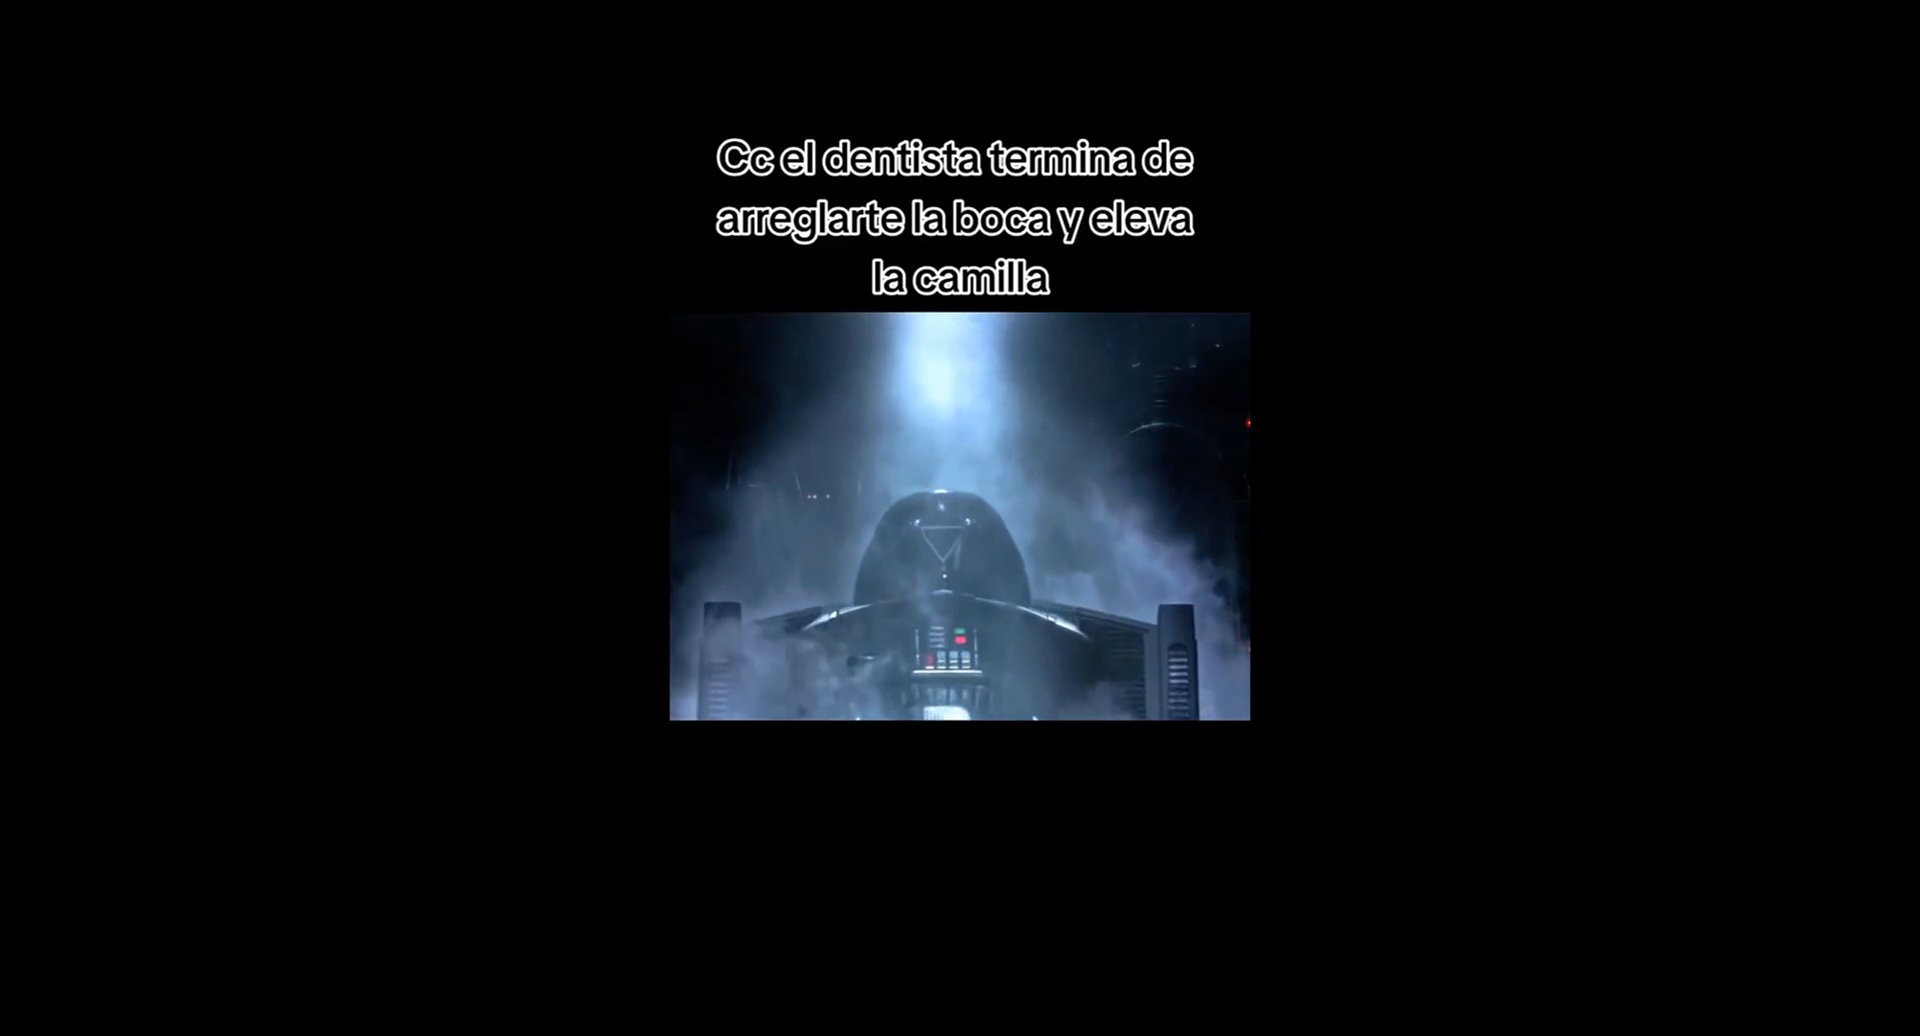 Cc el dentista termina de
arreglarte la boca y eleva
la camilla